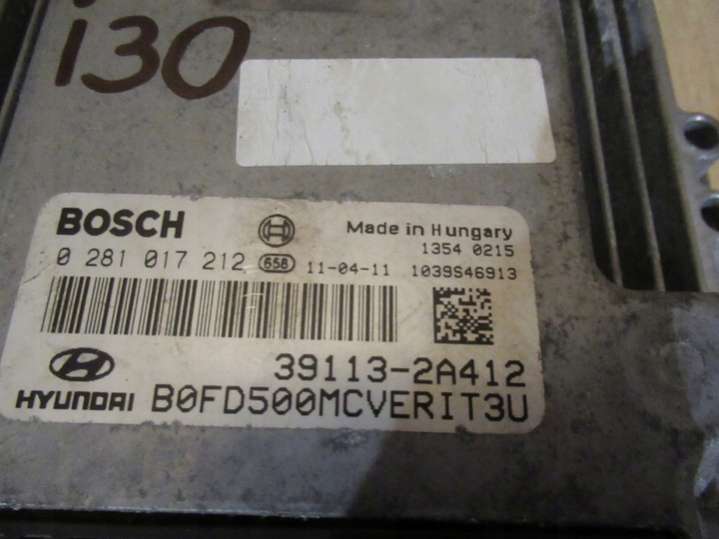 i30
BOSCH
Made in Hungary
1354 0215
0 281 017 212 658 11-04-11 1039S46913
39113-2A412
HYUNDAI B0FD500MCVERIT3U